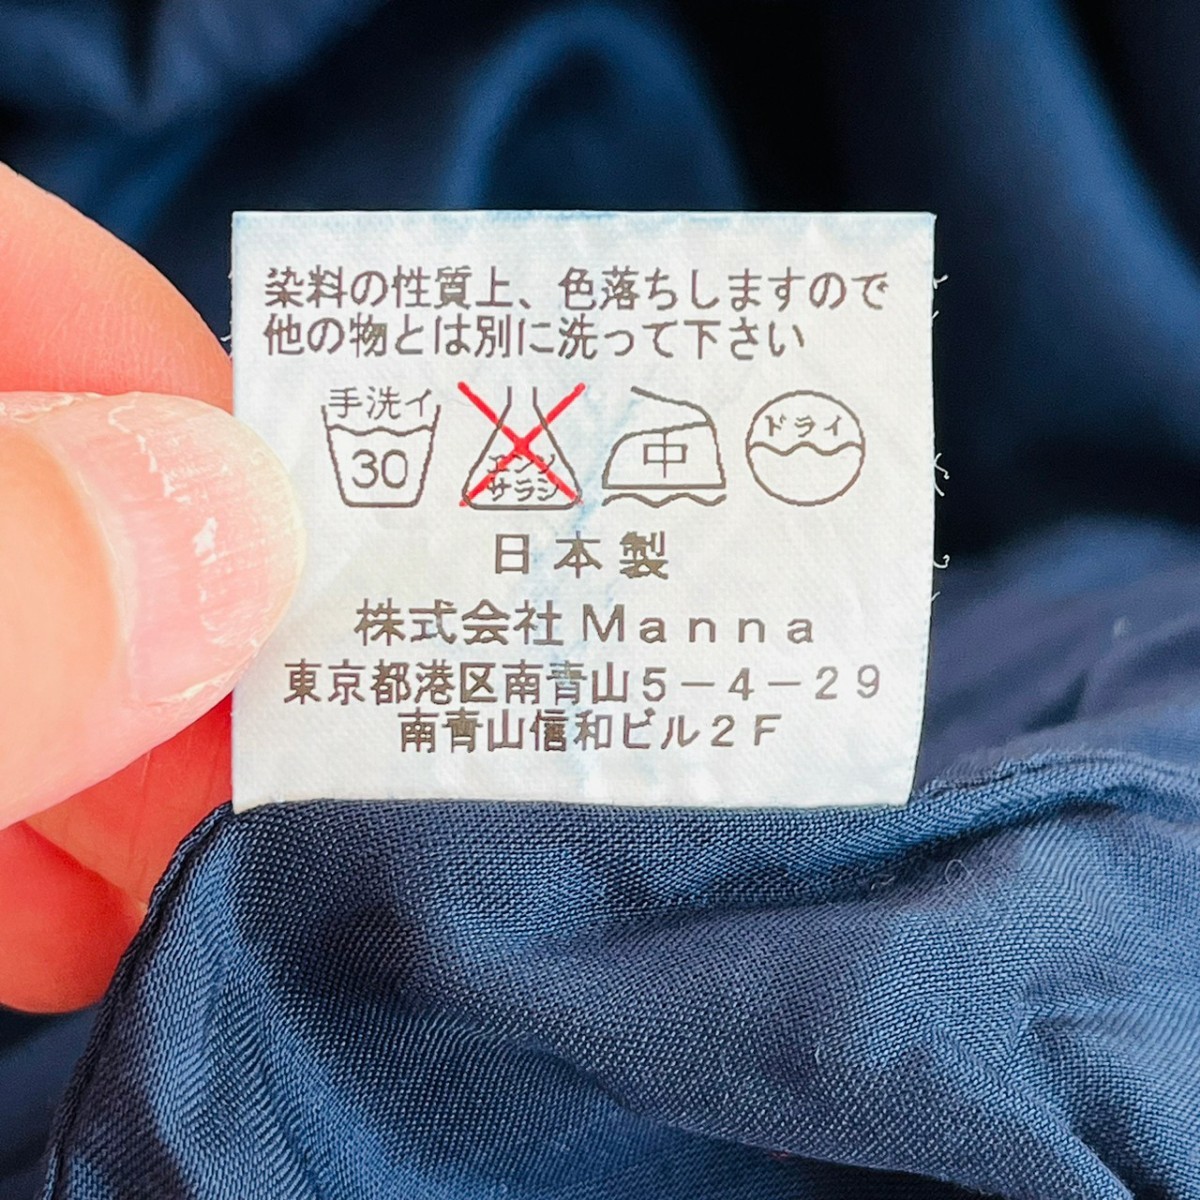 染料の性質上、色落ちしますので
他の物とは別に洗って下さい
手洗イ
30
エンソ
サラシ
中
ドライ
日本製
株式会社Manna
東京都港区南青山5-4-29
南青山信和ビル2F